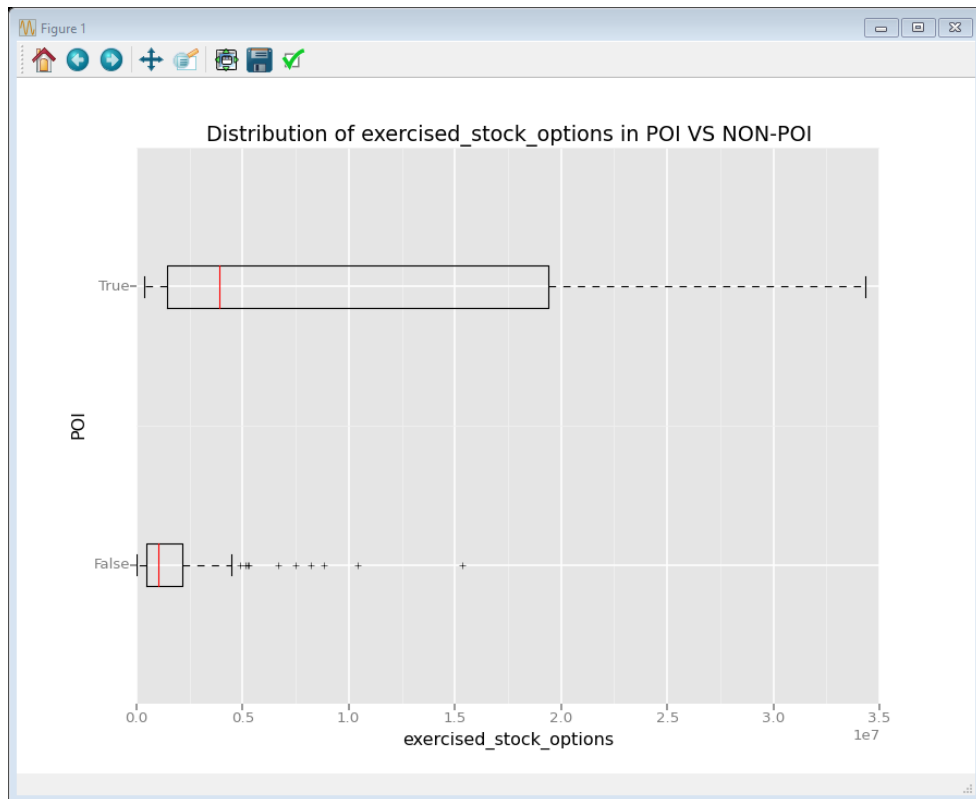 Figure 1
Distribution of exercised_stock_options in POI VS NON-POI
True
POI
False
0.0 0.5 1.0 1.5 2.0 2.5 3.0 3.5
1e7
exercised_stock_options